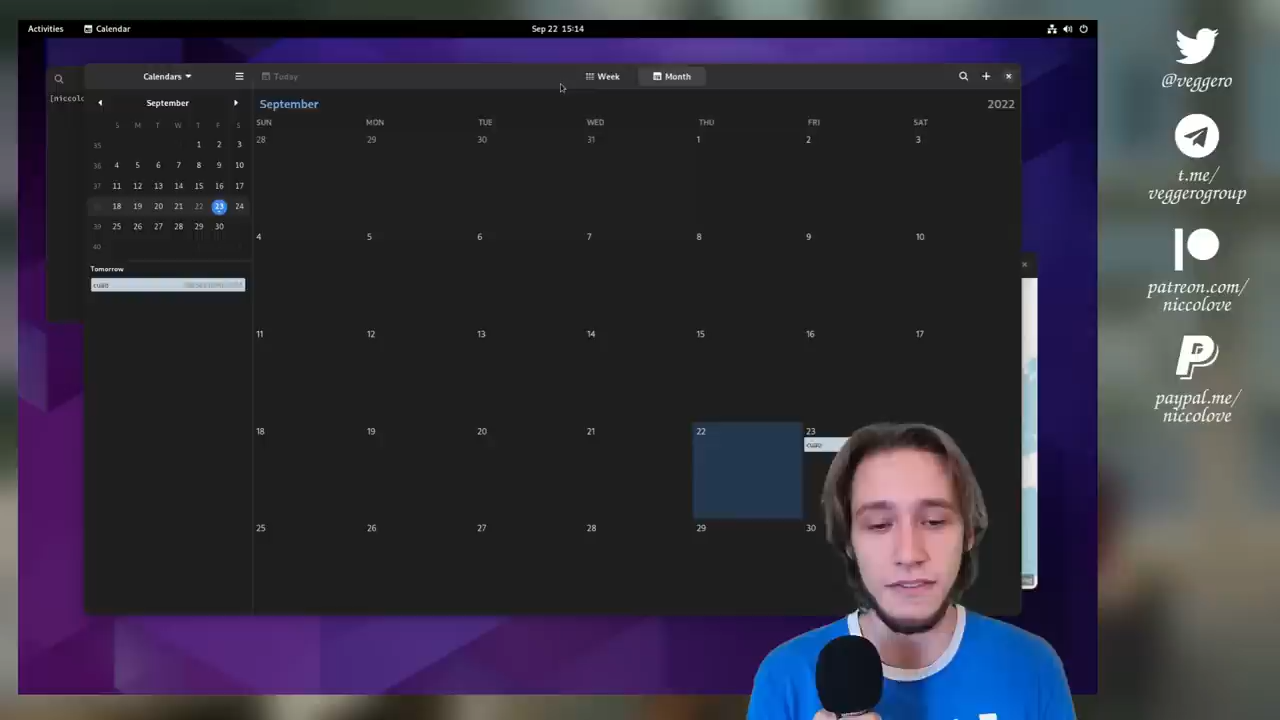 Activities
Calendar
Sep 22 15:14
Calendars
Today
Week
Month
September
S M T W T F S
35 1 2 3
36 4 5 6 7 8 9 10
37 11 12 13 14 15 16 17
18 19 20 21 22 23 24
39 25 26 27 28 29 30
40
Tomorrow
[niccolo
September
2022
SUN MON TUE WED THU FRI SAT
28 29 30 31 1 2 3
4 5 6 7 8 9 10
11 12 13 14 15 16 17
18 19 20 21 22 23
25 26 27 28 29 30
@veggero
t.me/
veggerogroup
patreon.com/
niccolove
paypal.me/
niccolove